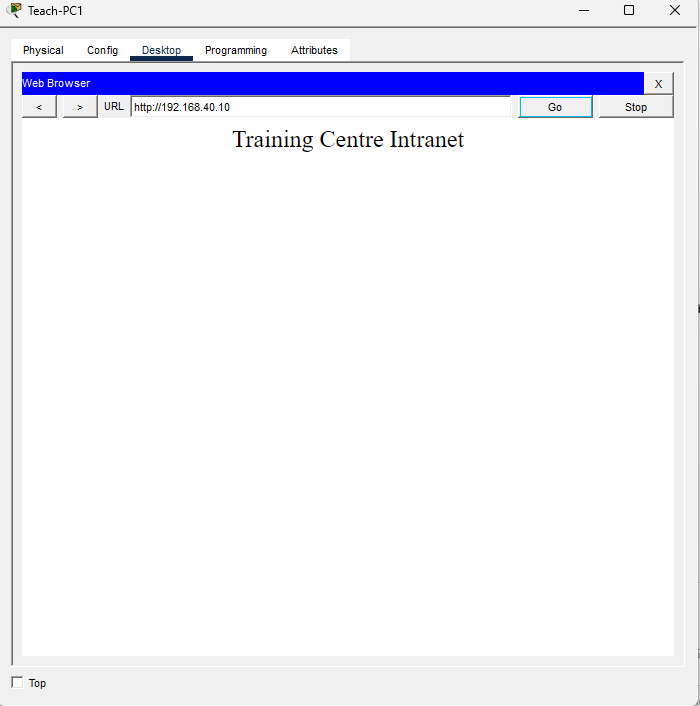 Teach-PC1
Physical Config Desktop Programming Attributes
Web Browser X
< > URL http://192.168.40.10 Go Stop
Training Centre Intranet
Top